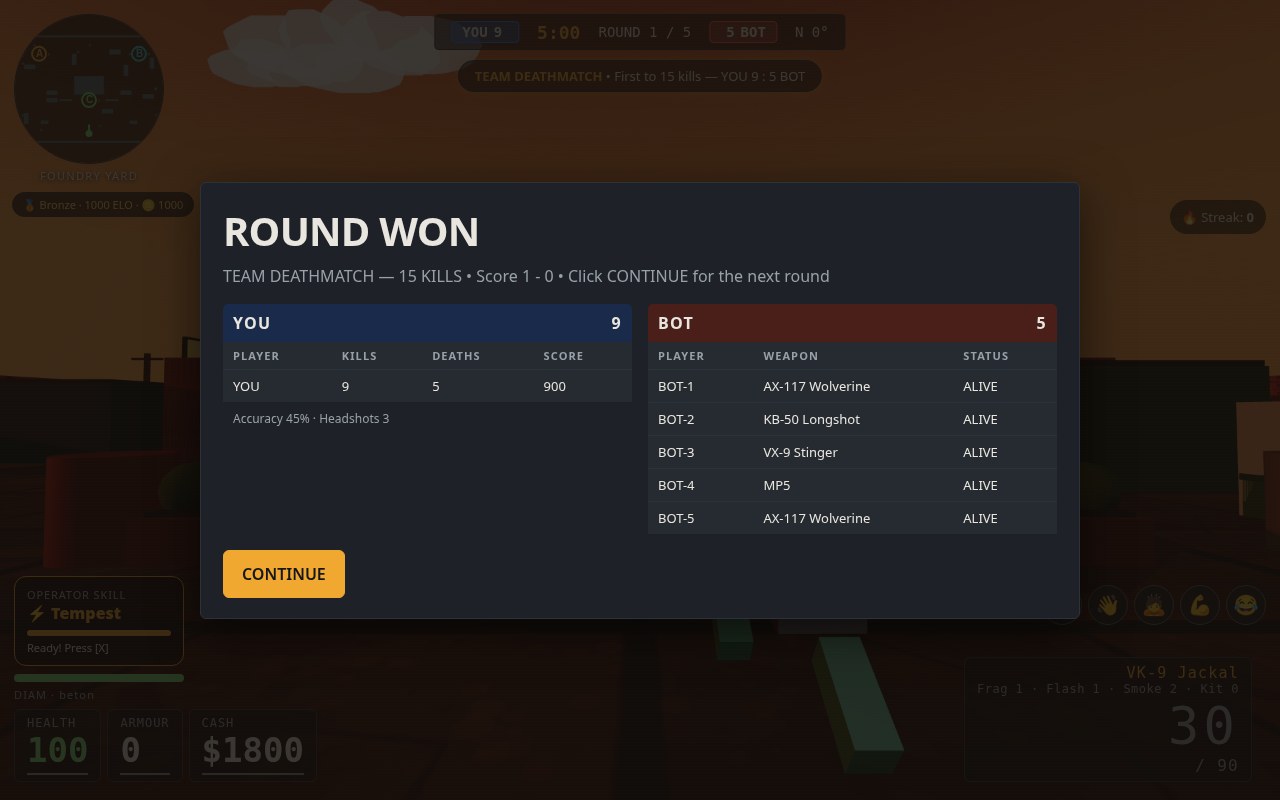 YOU 9 5:00 ROUND 1 / 5 5 BOT N 0°
TEAM DEATHMATCH • First to 15 kills — YOU 9 : 5 BOT
A
B
C
FOUNDRY YARD
Bronze · 1000 ELO · 1000
Streak: 0
ROUND WON
TEAM DEATHMATCH — 15 KILLS • Score 1 - 0 • Click CONTINUE for the next round
YOU 9
PLAYER KILLS DEATHS SCORE
YOU 9 5 900
Accuracy 45% · Headshots 3
BOT 5
PLAYER WEAPON STATUS
BOT-1 AX-117 Wolverine ALIVE
BOT-2 KB-50 Longshot ALIVE
BOT-3 VX-9 Stinger ALIVE
BOT-4 MP5 ALIVE
BOT-5 AX-117 Wolverine ALIVE
CONTINUE
OPERATOR SKILL
Tempest
Ready! Press [X]
DIAM · beton
HEALTH ARMOUR CASH
100 0 $1800
VK-9 Jackal
Frag 1 · Flash 1 · Smoke 2 · Kit 0
30
/ 90